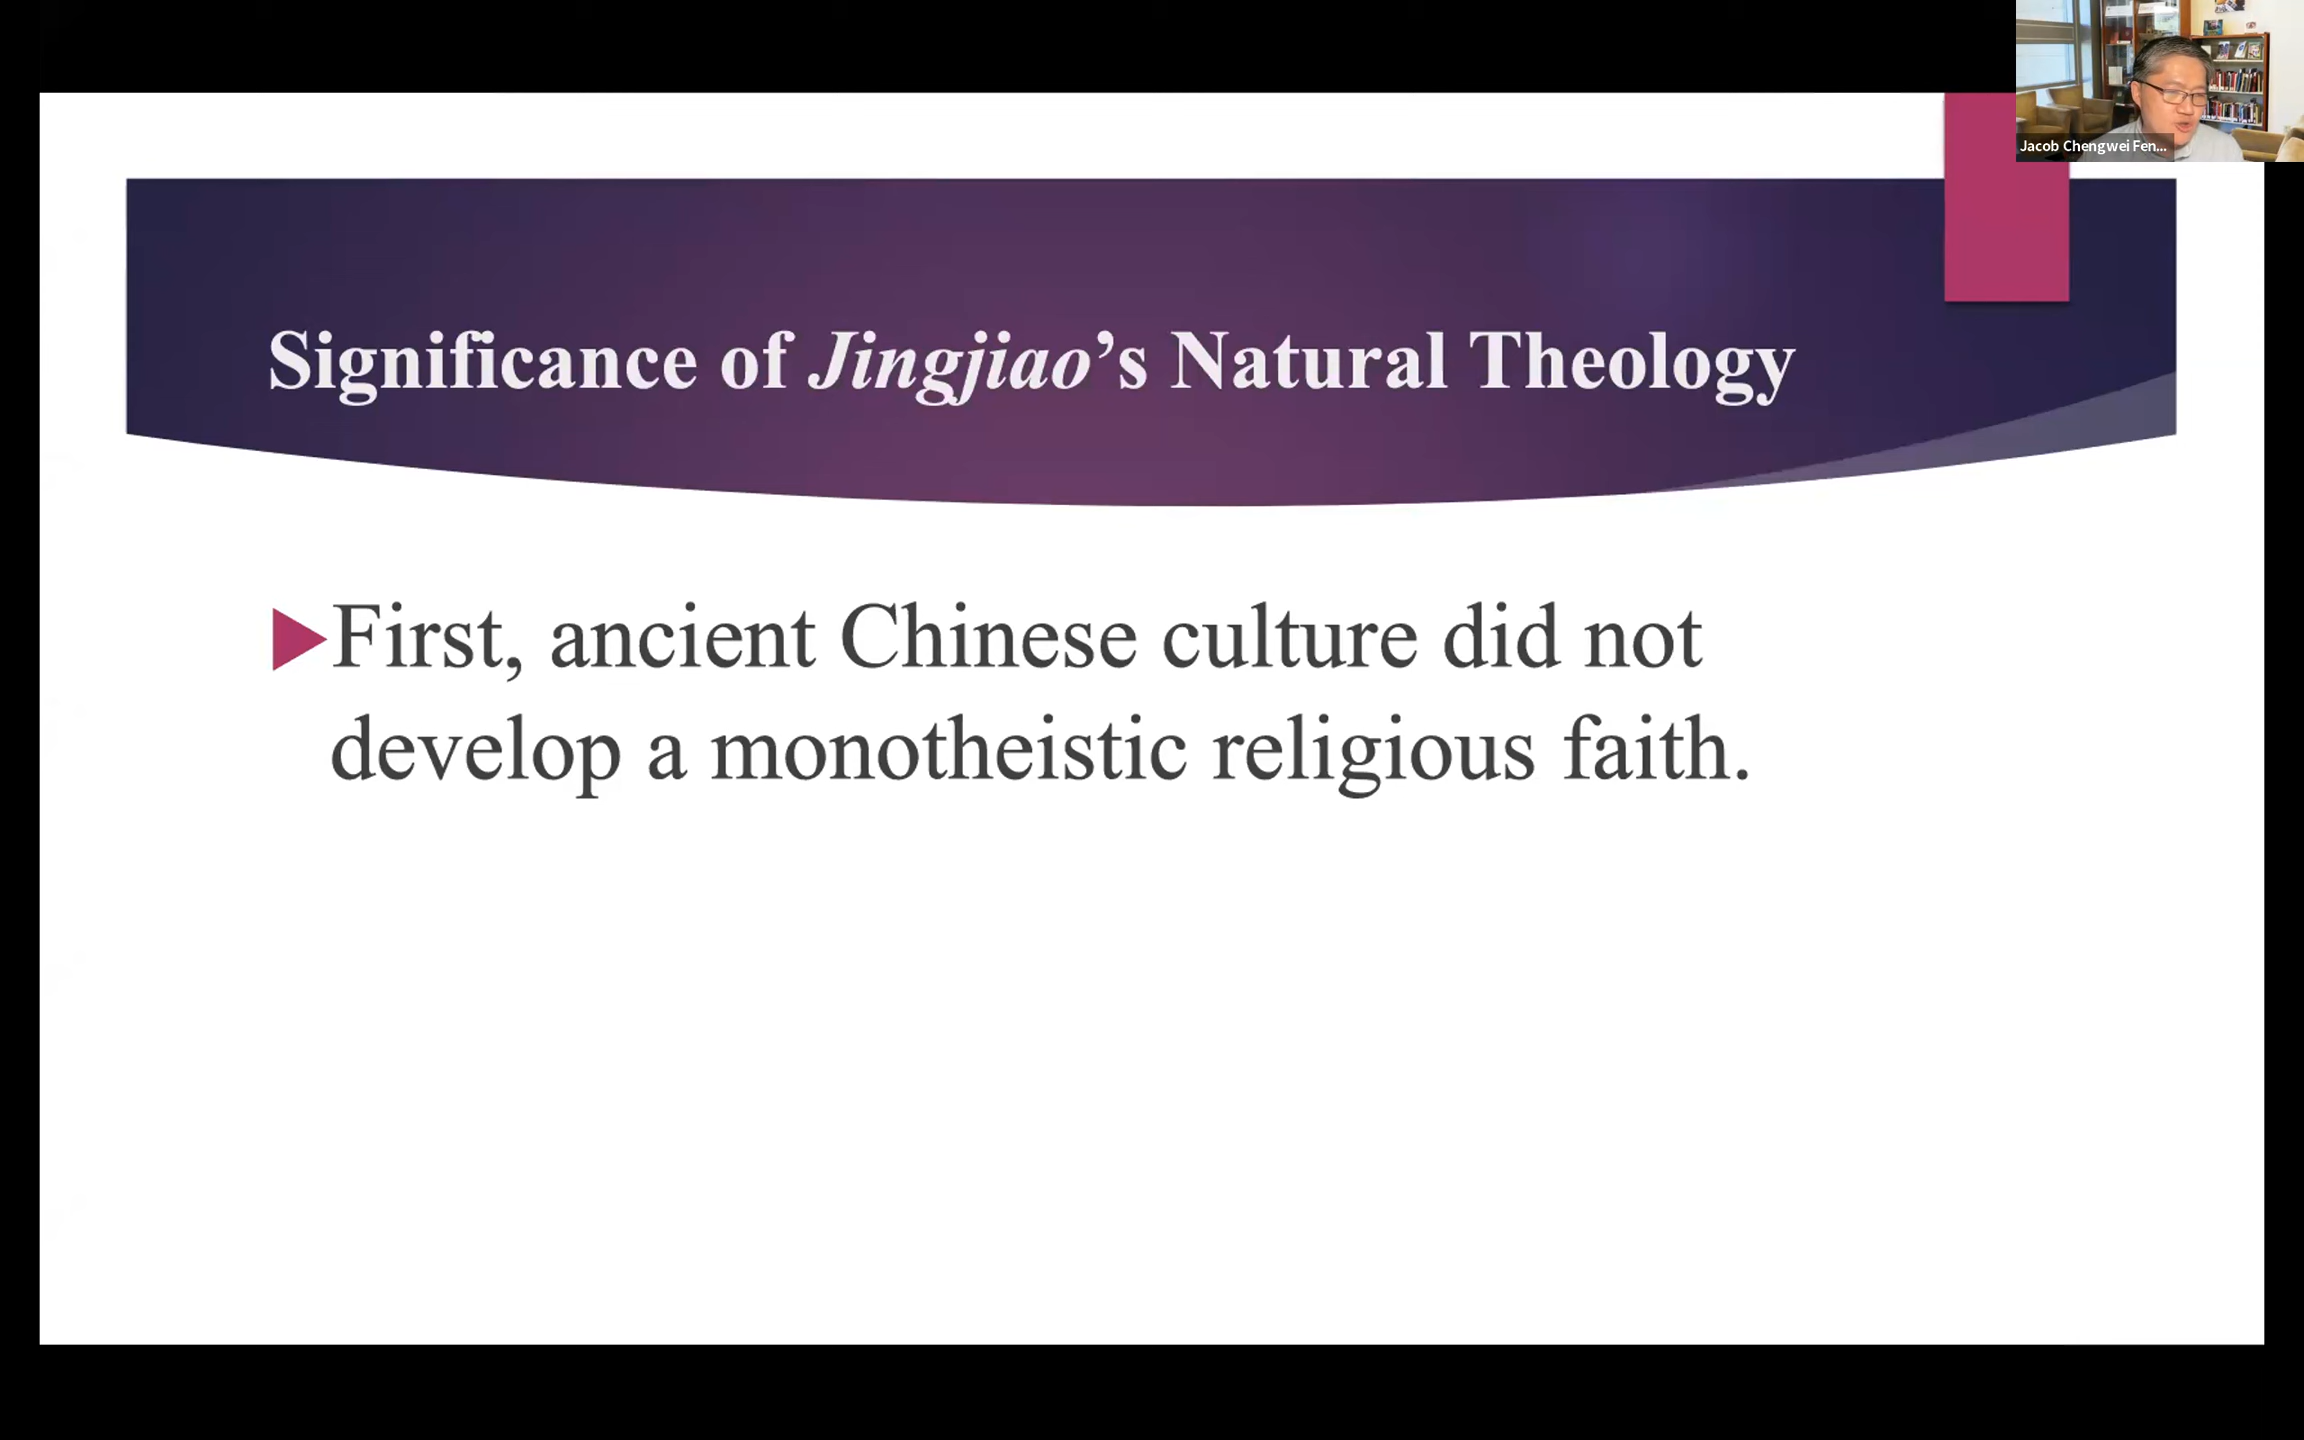 Jacob Chengwei Fen...
Significance of Jingjiao’s Natural Theology
First, ancient Chinese culture did not
develop a monotheistic religious faith.